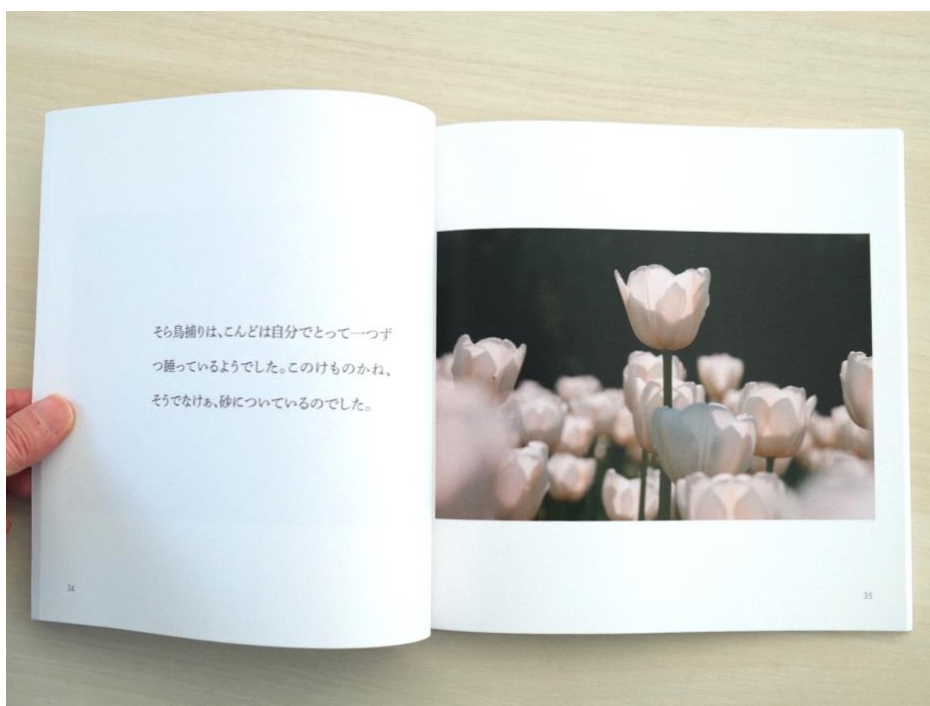 そら鳥捕りは、こんどは自分でとって一つず
つ睡っているようでした。このけものかね、
そうでなけぁ、砂についているのでした。
34
35